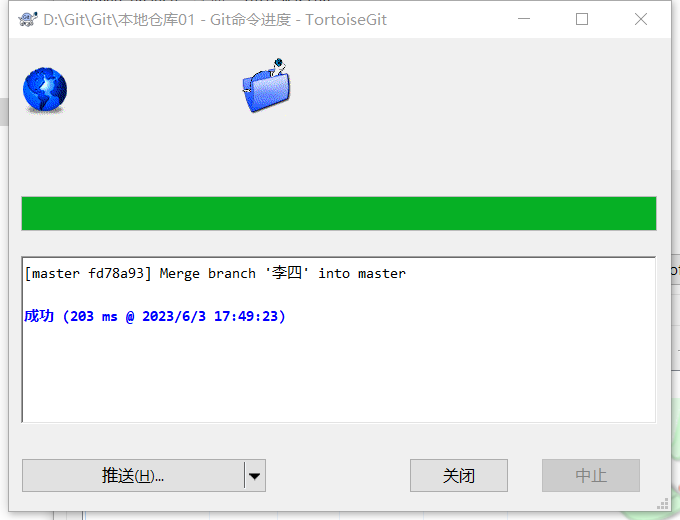 D:\Git\Git\本地仓库01 - Git命令进度 - TortoiseGit
[master fd78a93] Merge branch '李四' into master
成功 (203 ms @ 2023/6/3 17:49:23)
推送(H)...
关闭
中止